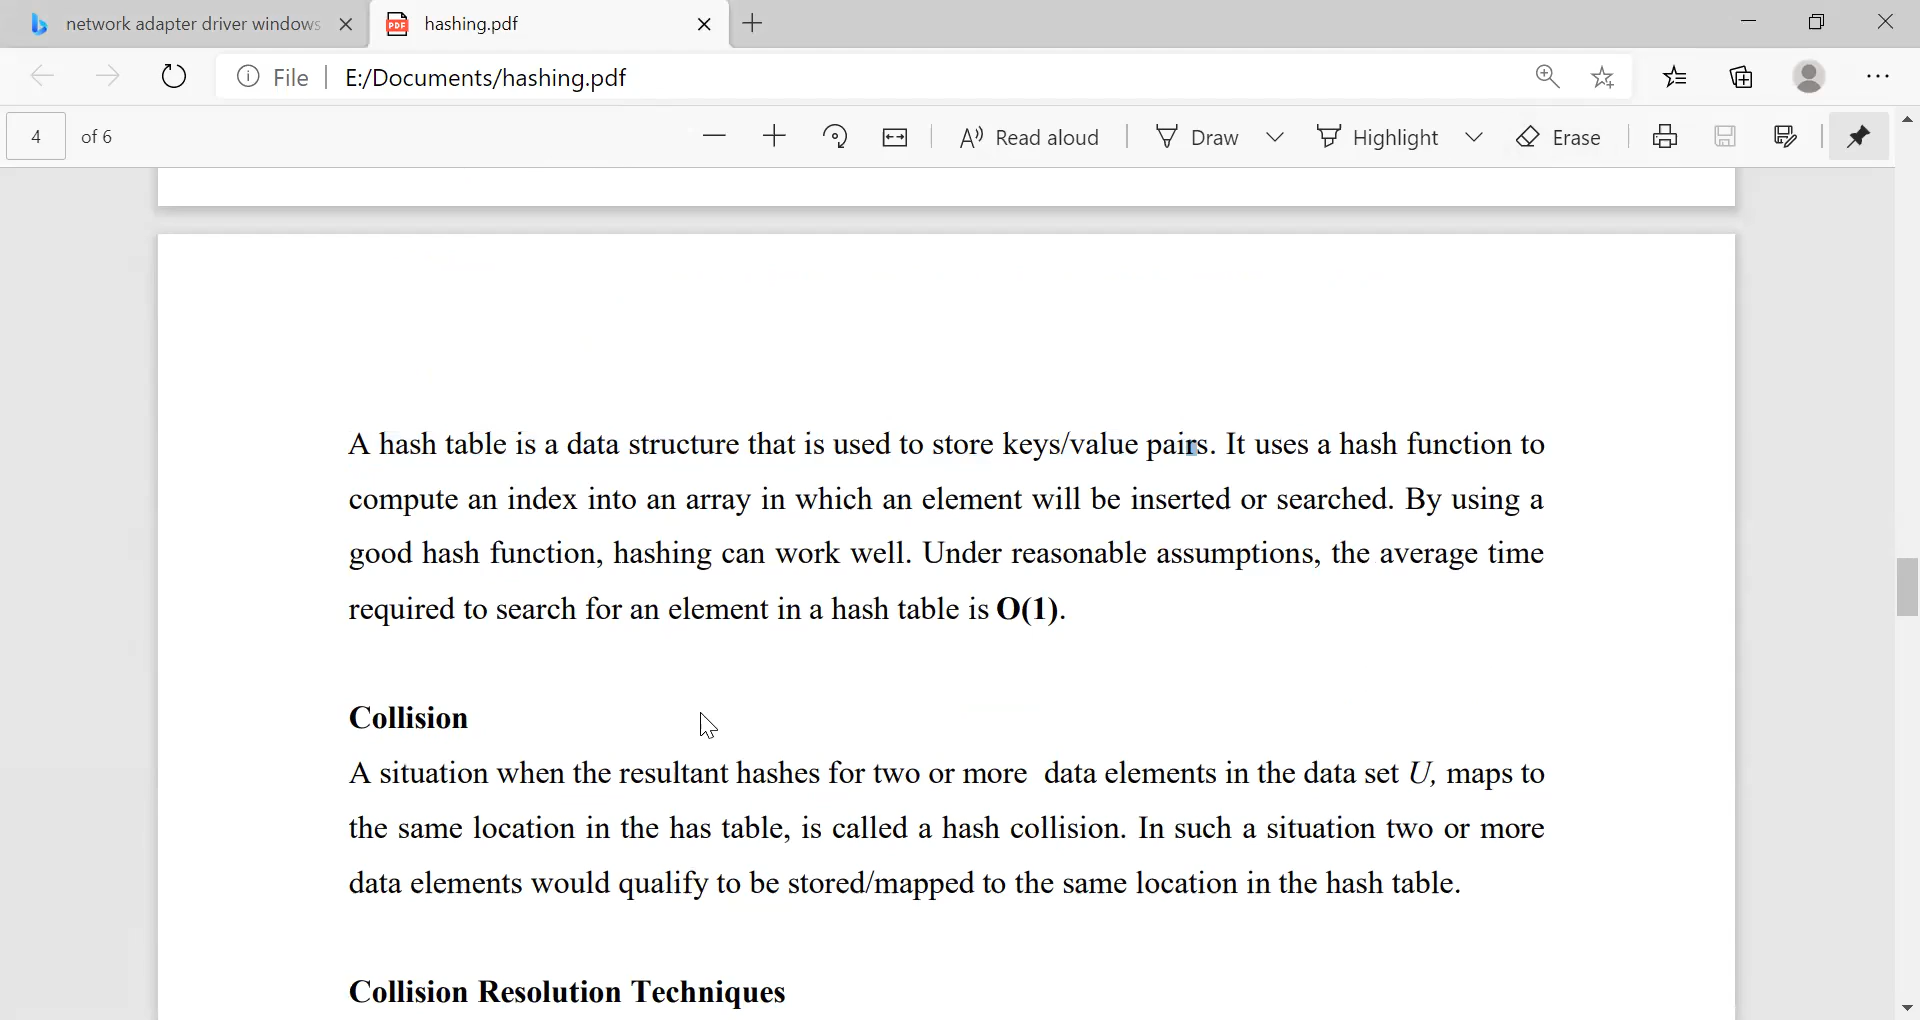 network adapter driver windows
hashing.pdf
File
E:/Documents/hashing.pdf
4 of 6
Read aloud
Draw
Highlight
Erase
A hash table is a data structure that is used to store keys/value pairs. It uses a hash function to
compute an index into an array in which an element will be inserted or searched. By using a
good hash function, hashing can work well. Under reasonable assumptions, the average time
required to search for an element in a hash table is O(1).
Collision
A situation when the resultant hashes for two or more data elements in the data set U, maps to
the same location in the has table, is called a hash collision. In such a situation two or more
data elements would qualify to be stored/mapped to the same location in the hash table.
Collision Resolution Techniques